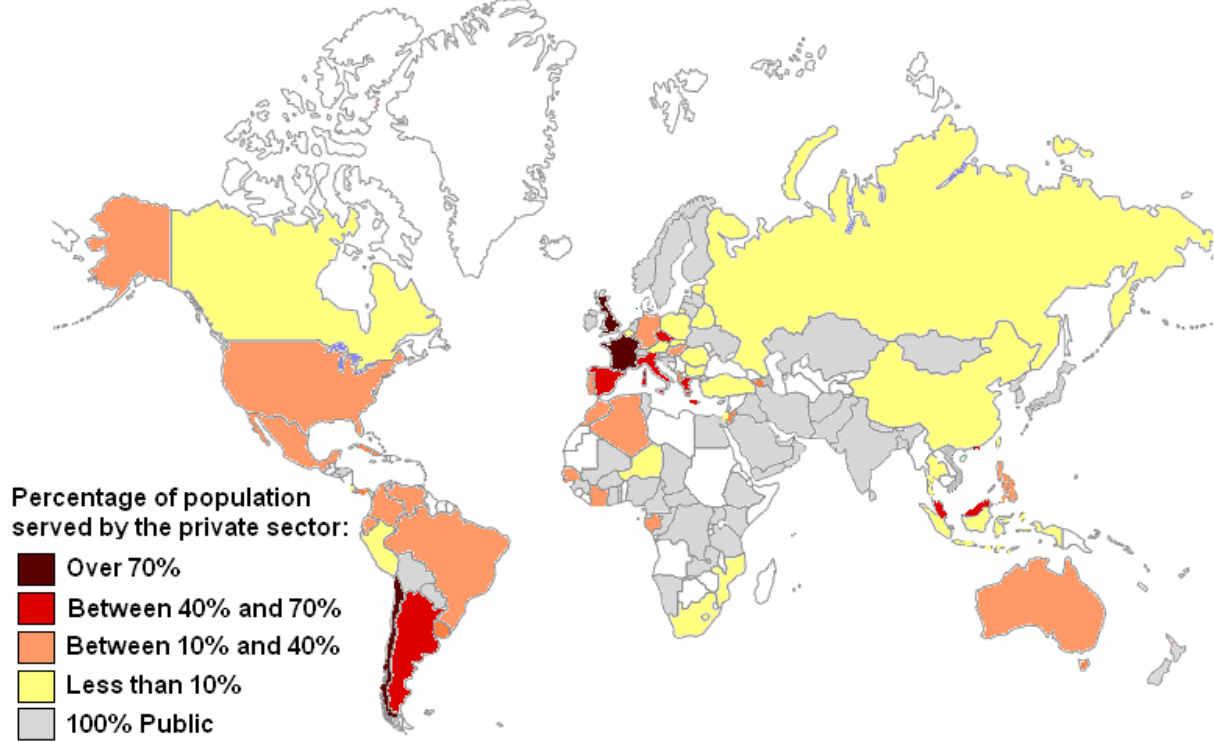 Percentage of population
served by the private sector:
Over 70%
Between 40% and 70%
Between 10% and 40%
Less than 10%
100% Public